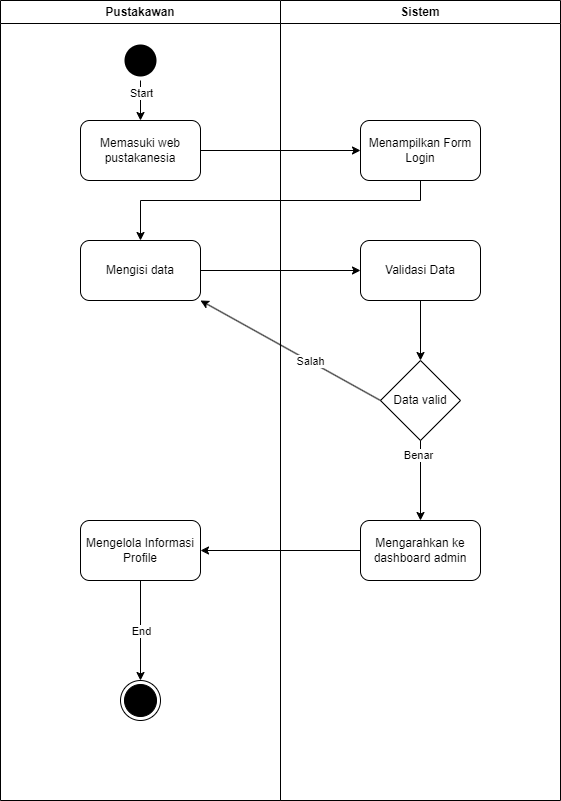 Pustakawan
Sistem
Start
Memasuki web
pustakanesia
Menampilkan Form
Login
Mengisi data
Validasi Data
Salah
Data valid
Benar
Mengelola Informasi
Profile
Mengarahkan ke
dashboard admin
End